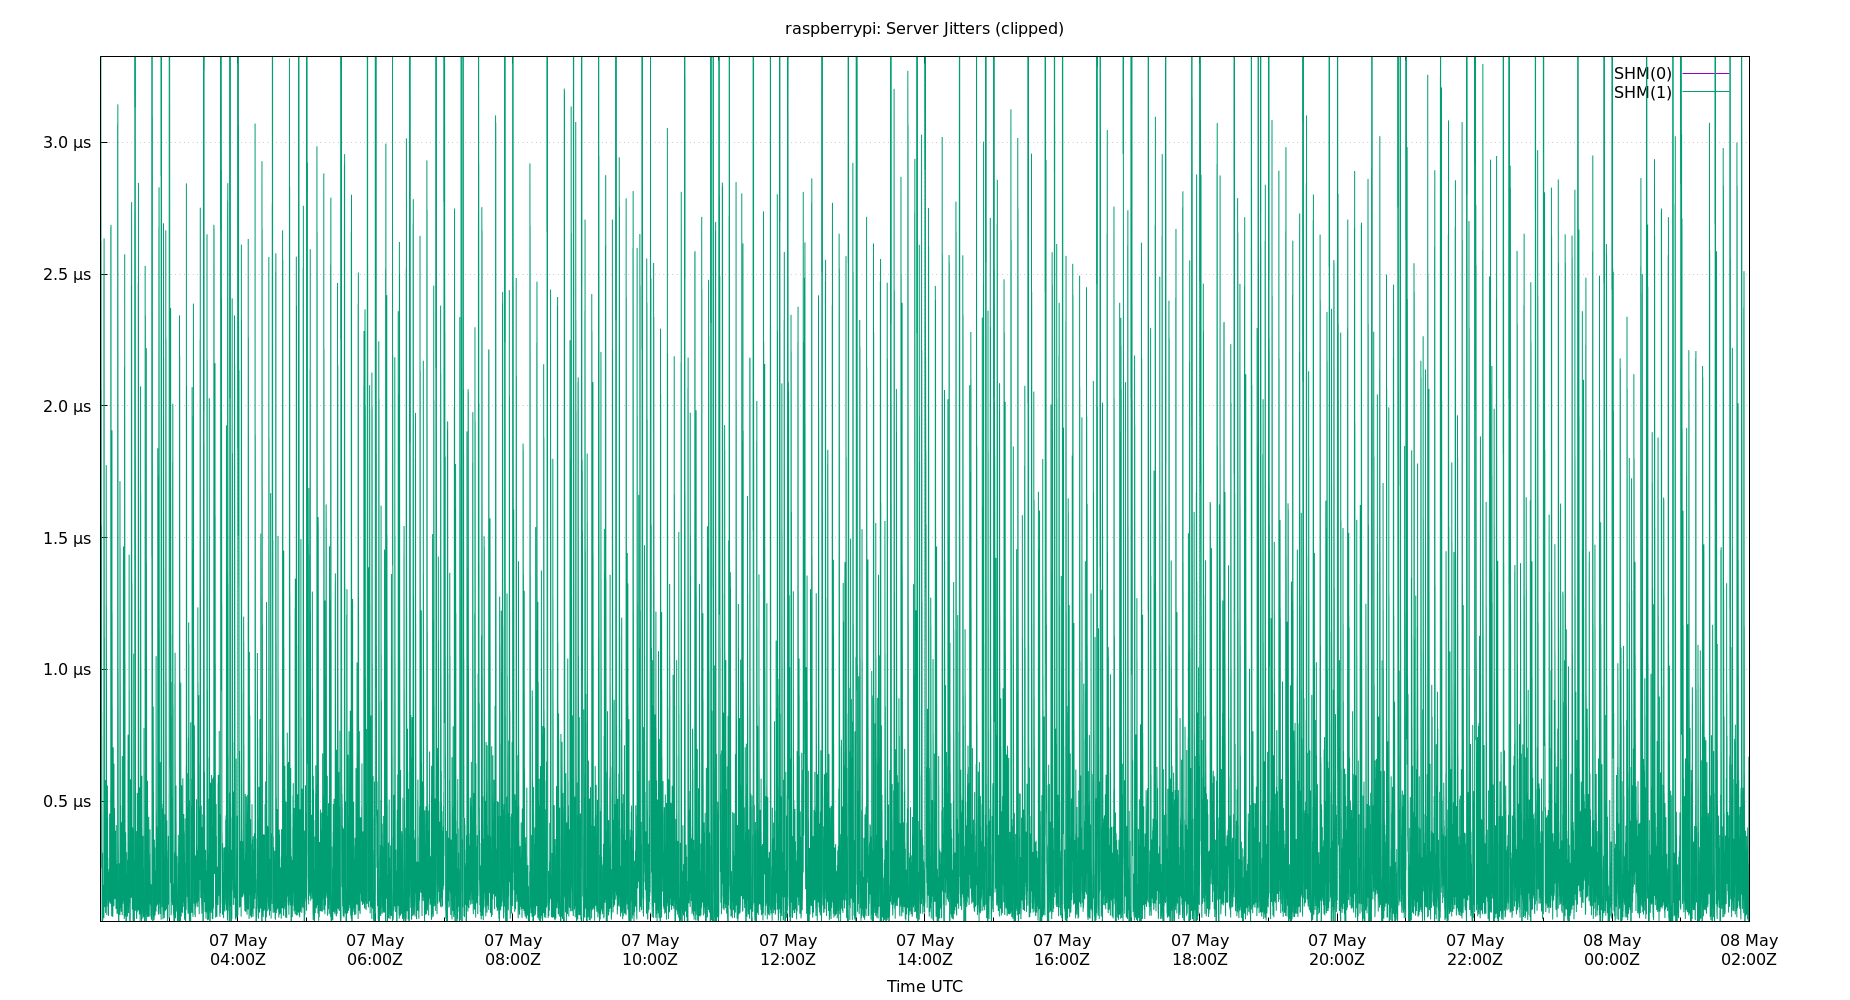 raspberrypi: Server Jitters (clipped)
SHM(0)
SHM(1)
3.0 µs
2.5 µs
2.0 µs
1.5 µs
1.0 µs
0.5 µs
07 May 07 May 07 May 07 May 07 May 07 May 07 May 07 May 07 May 07 May 08 May 08 May
04:00Z 06:00Z 08:00Z 10:00Z 12:00Z 14:00Z 16:00Z 18:00Z 20:00Z 22:00Z 00:00Z 02:00Z
Time UTC